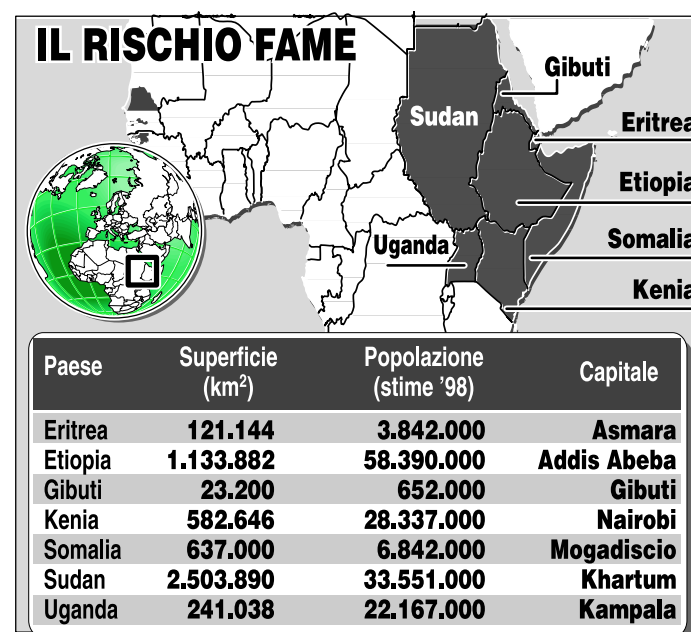 IL RISCHIO FAME
Gibuti
Sudan
Eritrea
Etiopia
Uganda
Somalia
Kenia
Paese Superficie (km²) Popolazione (stime ’98) Capitale
Eritrea 121.144 3.842.000 Asmara
Etiopia 1.133.882 58.390.000 Addis Abeba
Gibuti 23.200 652.000 Gibuti
Kenia 582.646 28.337.000 Nairobi
Somalia 637.000 6.842.000 Mogadiscio
Sudan 2.503.890 33.551.000 Khartum
Uganda 241.038 22.167.000 Kampala